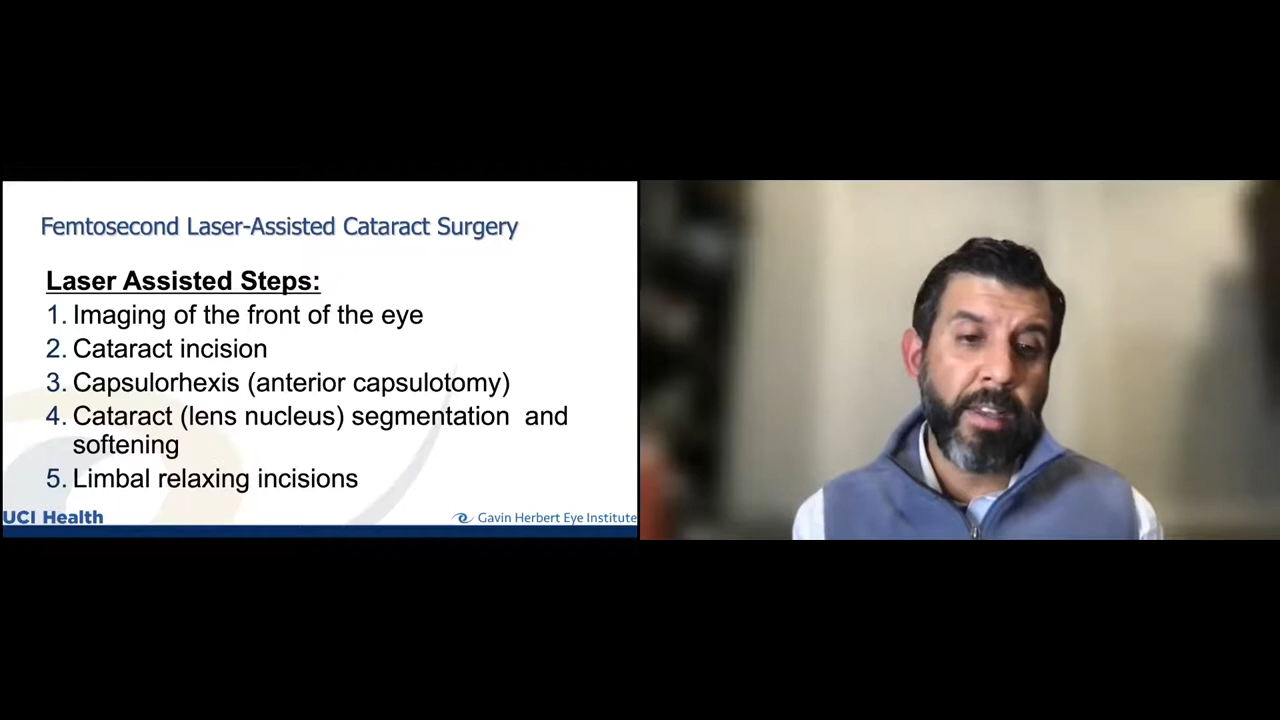 Femtosecond Laser-Assisted Cataract Surgery
Laser Assisted Steps:
1. Imaging of the front of the eye
2. Cataract incision
3. Capsulorhexis (anterior capsulotomy)
4. Cataract (lens nucleus) segmentation  and
softening
5. Limbal relaxing incisions
UCI Health
Gavin Herbert Eye Institute